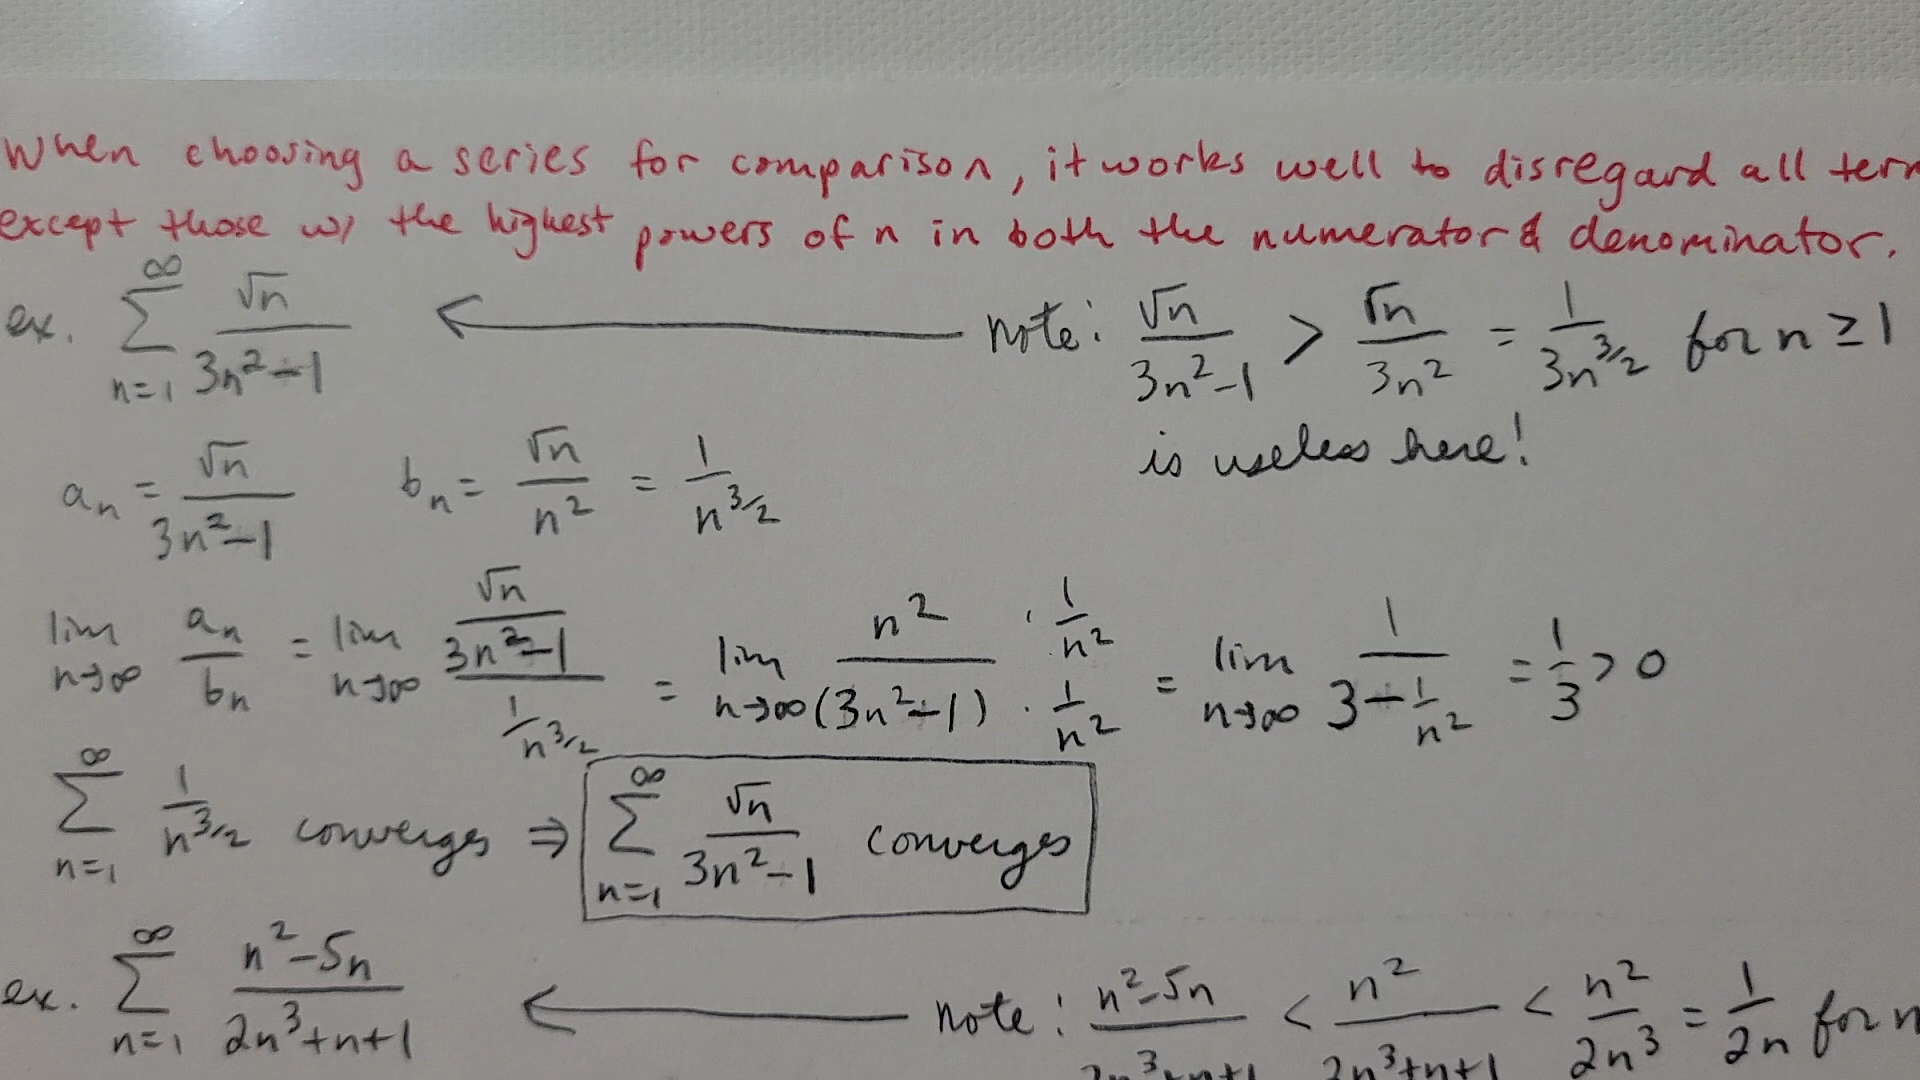 When choosing a series for comparison, it works well to disregard all
except those w/ the highest powers of n in both the numerator & denominator.
ex. ∑_{n=1}^{∞} √n / (3n² - 1) ← note: √n / (3n² - 1) > √n / (3n²) = 1 / (3n^{3/2}) for n ≥ 1
is useless here!
a_n = √n / (3n² - 1) b_n = √n / n² = 1 / n^{3/2}
lim_{n→∞} a_n / b_n = lim_{n→∞} (√n / (3n² - 1)) / (1 / n^{3/2}) = lim_{n→∞} n² / (3n² - 1) · (1/n²) / (1/n²) = lim_{n→∞} 1 / (3 - 1/n²) = 1/3 > 0
∑_{n=1}^{∞} 1 / n^{3/2} converges ⇒ ∑_{n=1}^{∞} √n / (3n² - 1) converges
ex. ∑_{n=1}^{∞} (n² - 5n) / (2n³ + n + 1) ← note: (n² - 5n) / (2n³ + n + 1) < n² / (2n³ + n + 1) < n² / (2n³) = 1 / (2n) for n